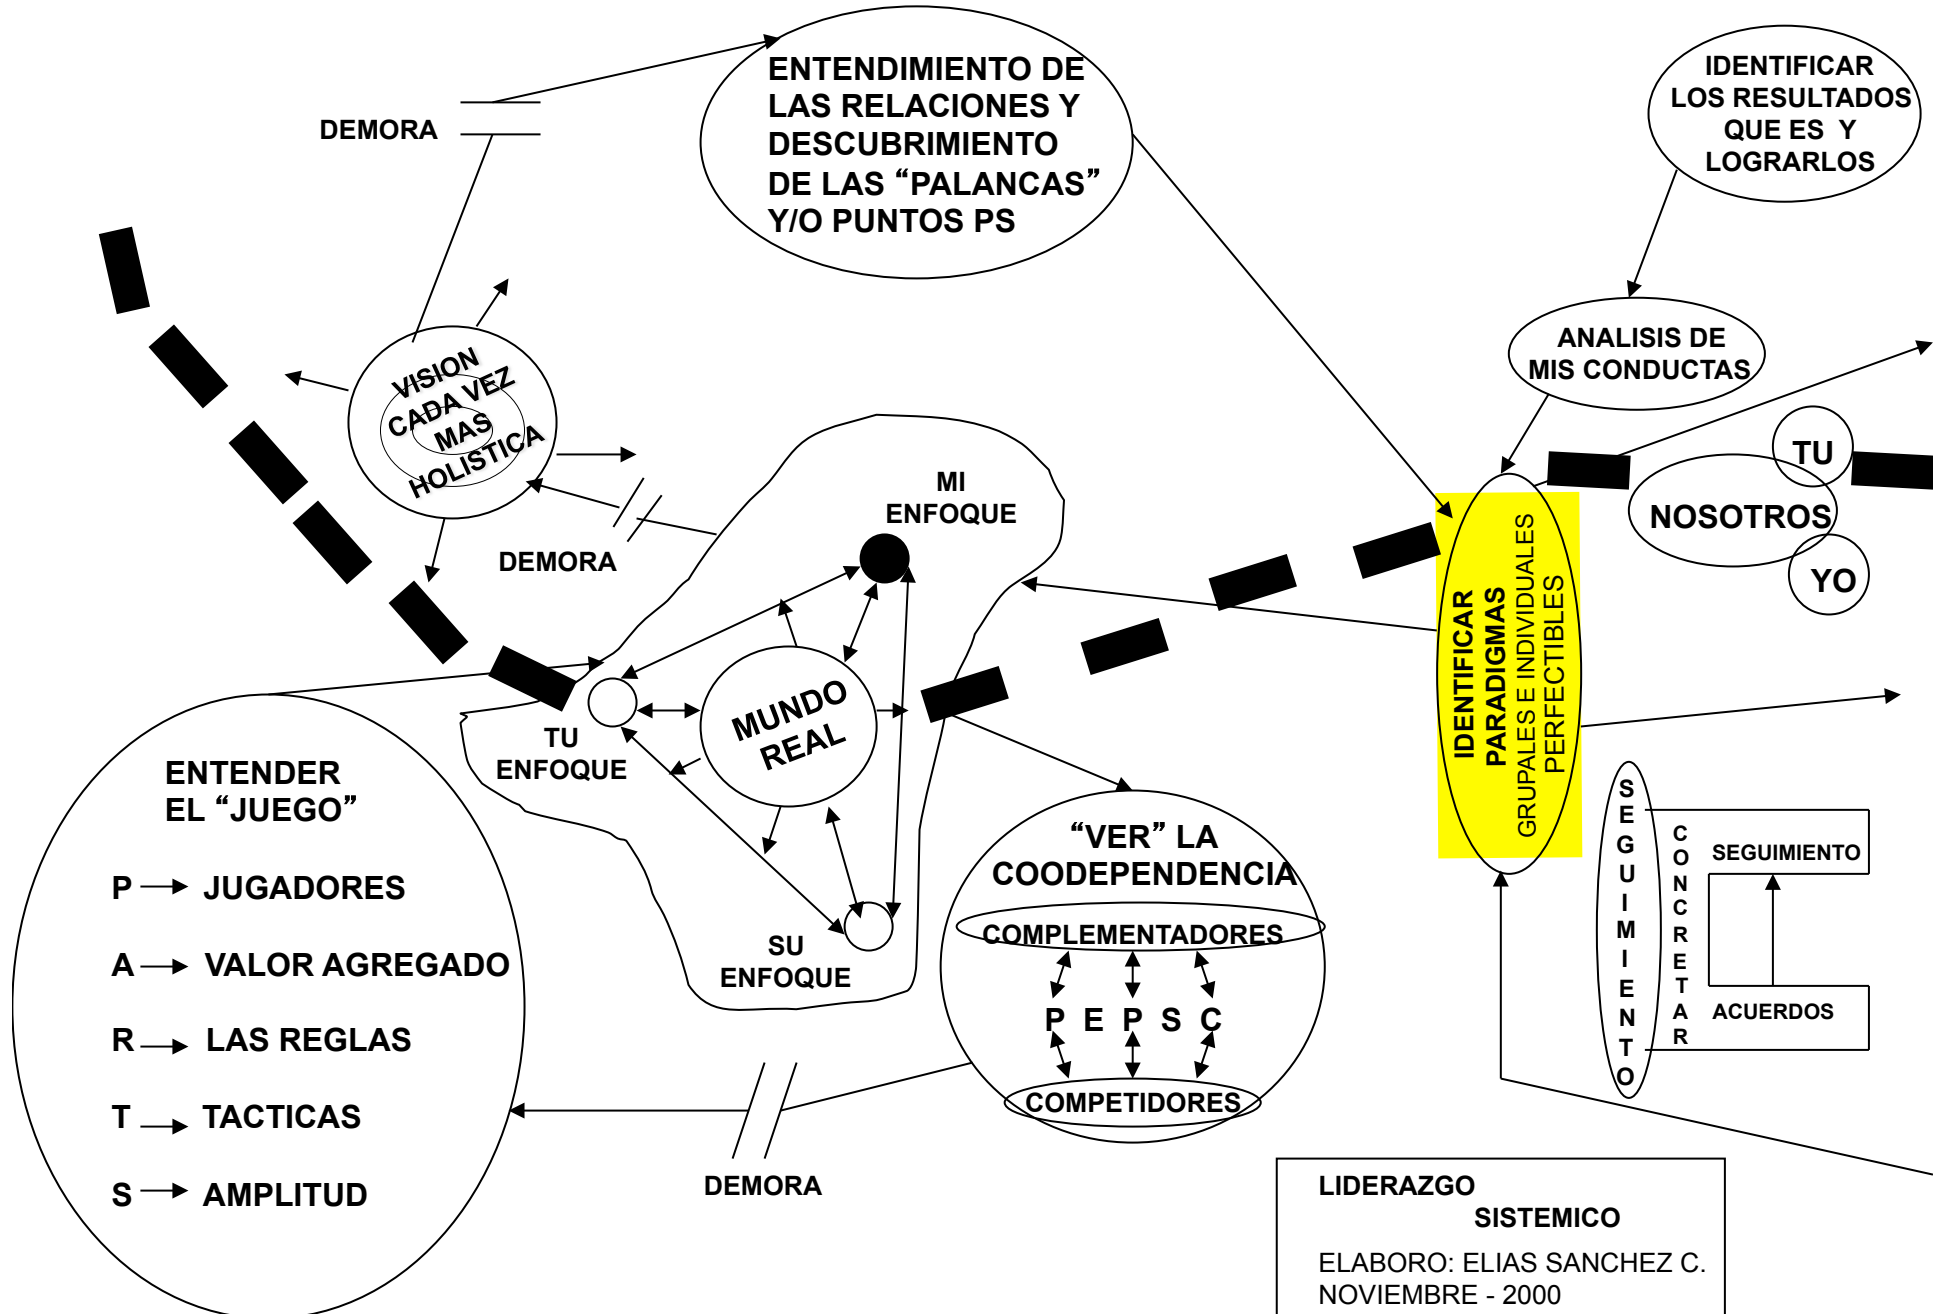 DEMORA
ENTENDIMIENTO DE
LAS RELACIONES Y
DESCUBRIMIENTO
DE LAS “PALANCAS”
Y/O PUNTOS PS
IDENTIFICAR
LOS RESULTADOS
QUE ES Y
LOGRARLOS
ANALISIS DE
MIS CONDUCTAS
VISION
CADA VEZ
MAS
HOLISTICA
DEMORA
MI
ENFOQUE
TU
ENFOQUE
MUNDO
REAL
SU
ENFOQUE
IDENTIFICAR
PARADIGMAS
GRUPALES E INDIVIDUALES
PERFECTIBLES
TU
NOSOTROS
YO
ENTENDER
EL “JUEGO”
P JUGADORES
A VALOR AGREGADO
R LAS REGLAS
T TACTICAS
S AMPLITUD
“VER” LA
COODEPENDENCIA
COMPLEMENTADORES
P E P S C
COMPETIDORES
DEMORA
SEGUIMIENTO
CONCRETAR
SEGUIMIENTO
ACUERDOS
LIDERAZGO
SISTEMICO
ELABORO: ELIAS SANCHEZ C.
NOVIEMBRE - 2000